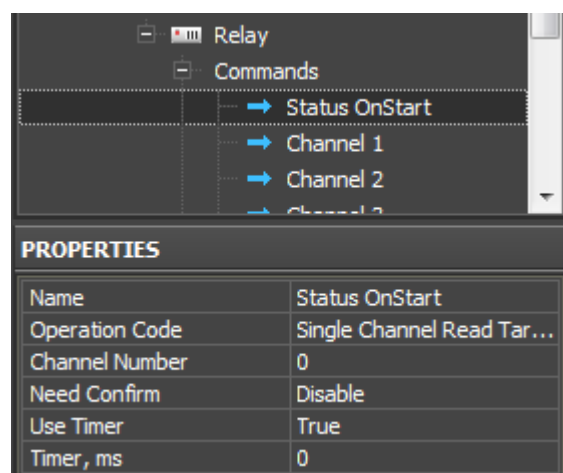 Relay
Commands
Status OnStart
Channel 1
Channel 2
PROPERTIES
Name Status OnStart
Operation Code Single Channel Read Tar...
Channel Number 0
Need Confirm Disable
Use Timer True
Timer, ms 0